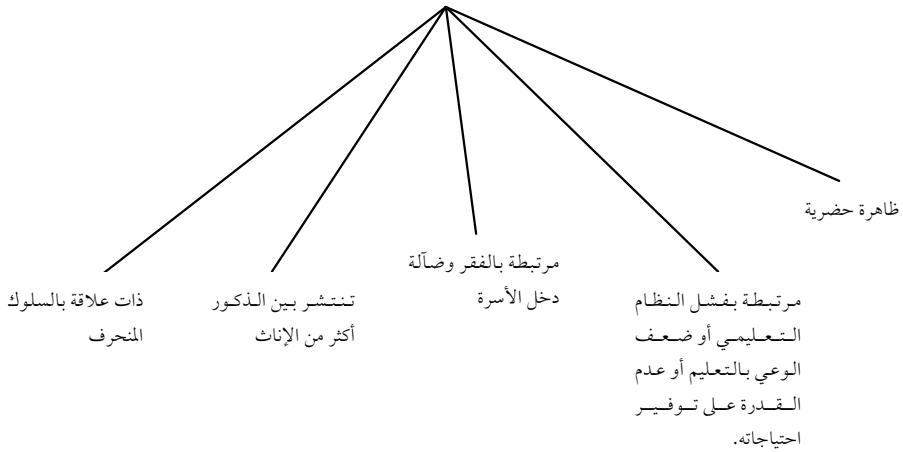 ظاهرة حضرية
مرتبطة بفشل النظام
التعليمي أو ضعف
الوعي بالتعليم أو عدم
القدرة على توفير
احتياجاته.
مرتبطة بالفقر وضآلة
دخل الأسرة
تنتشر بين الذكور
أكثر من الإناث
ذات علاقة بالسلوك
المنحرف